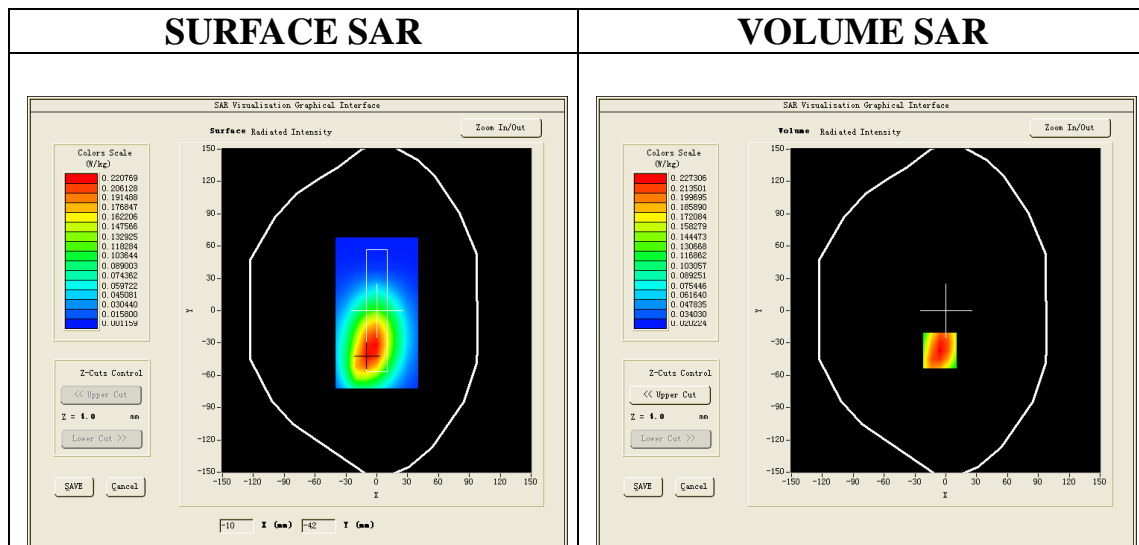 SURFACE SAR
VOLUME SAR
SAR Visualisation Graphical Interface
Surface Radiated Intensity
Zoom In/Out
Colors Scale
(W/kg)
0.220769
0.206128
0.191488
0.176847
0.162206
0.147566
0.132925
0.118284
0.103644
0.089003
0.074362
0.059722
0.045081
0.030440
0.015800
0.001159
150
120
90
60
30
0
-30
-60
-90
-120
-150
Y
-150 -120 -90 -60 -30 0 30 60 90 120 150
X
Z-Cuts Control
<< Upper Cut
Z = 4.0 mm
Lower Cut >>
SAVE Cancel
-10 X (mm) -42 Y (mm)
SAR Visualisation Graphical Interface
Volume Radiated Intensity
Zoom In/Out
Colors Scale
(W/kg)
0.227306
0.213501
0.199695
0.185890
0.172084
0.158279
0.144473
0.130668
0.116862
0.103057
0.089251
0.075446
0.061640
0.047835
0.034030
0.020224
150
120
90
60
30
0
-30
-60
-90
-120
-150
Y
-150 -120 -90 -60 -30 0 30 60 90 120 150
X
Z-Cuts Control
<< Upper Cut
Z = 4.0 mm
Lower Cut >>
SAVE Cancel